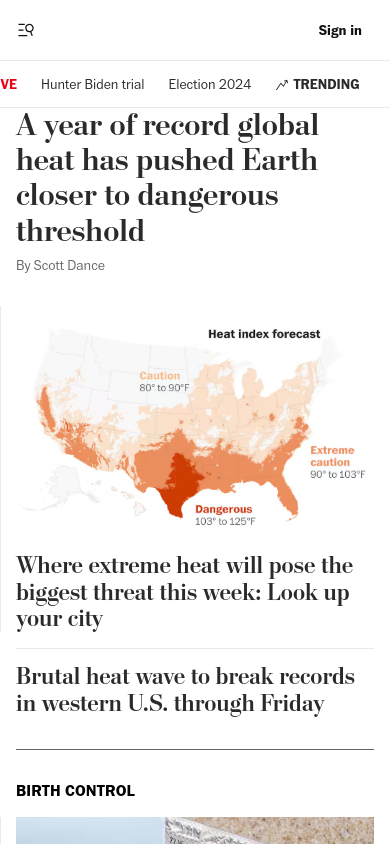 Sign in
VE
Hunter Biden trial
Election 2024
TRENDING
A year of record global
heat has pushed Earth
closer to dangerous
threshold
By Scott Dance
Heat index forecast
Caution
80° to 90°F
Extreme
caution
90° to 103°F
Dangerous
103° to 125°F
Where extreme heat will pose the
biggest threat this week: Look up
your city
Brutal heat wave to break records
in western U.S. through Friday
BIRTH CONTROL